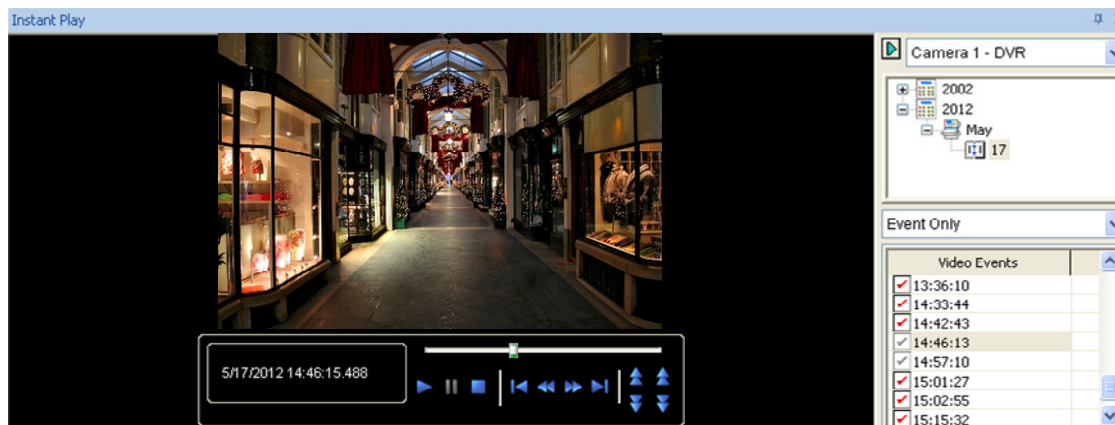 Instant Play
Camera 1 - DVR
2002
2012
May
17
Event Only
Video Events
13:36:10
14:33:44
14:42:43
14:46:13
14:57:10
15:01:27
15:02:55
15:15:32
5/17/2012 14:46:15.488